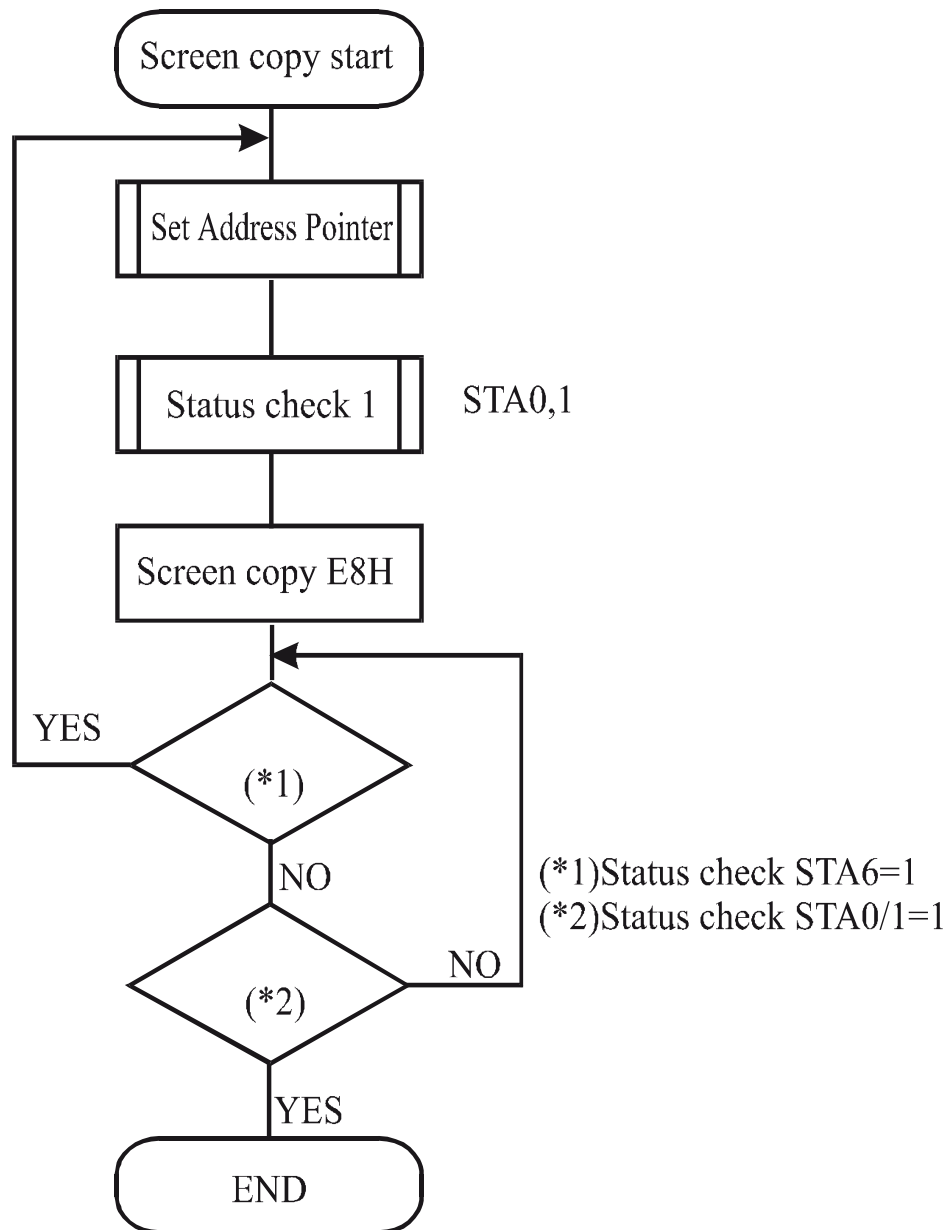 Screen copy start
Set Address Pointer
Status check 1
STA0,1
Screen copy E8H
YES
(*1)
NO
(*1)Status check STA6=1
(*2)Status check STA0/1=1
NO
(*2)
YES
END